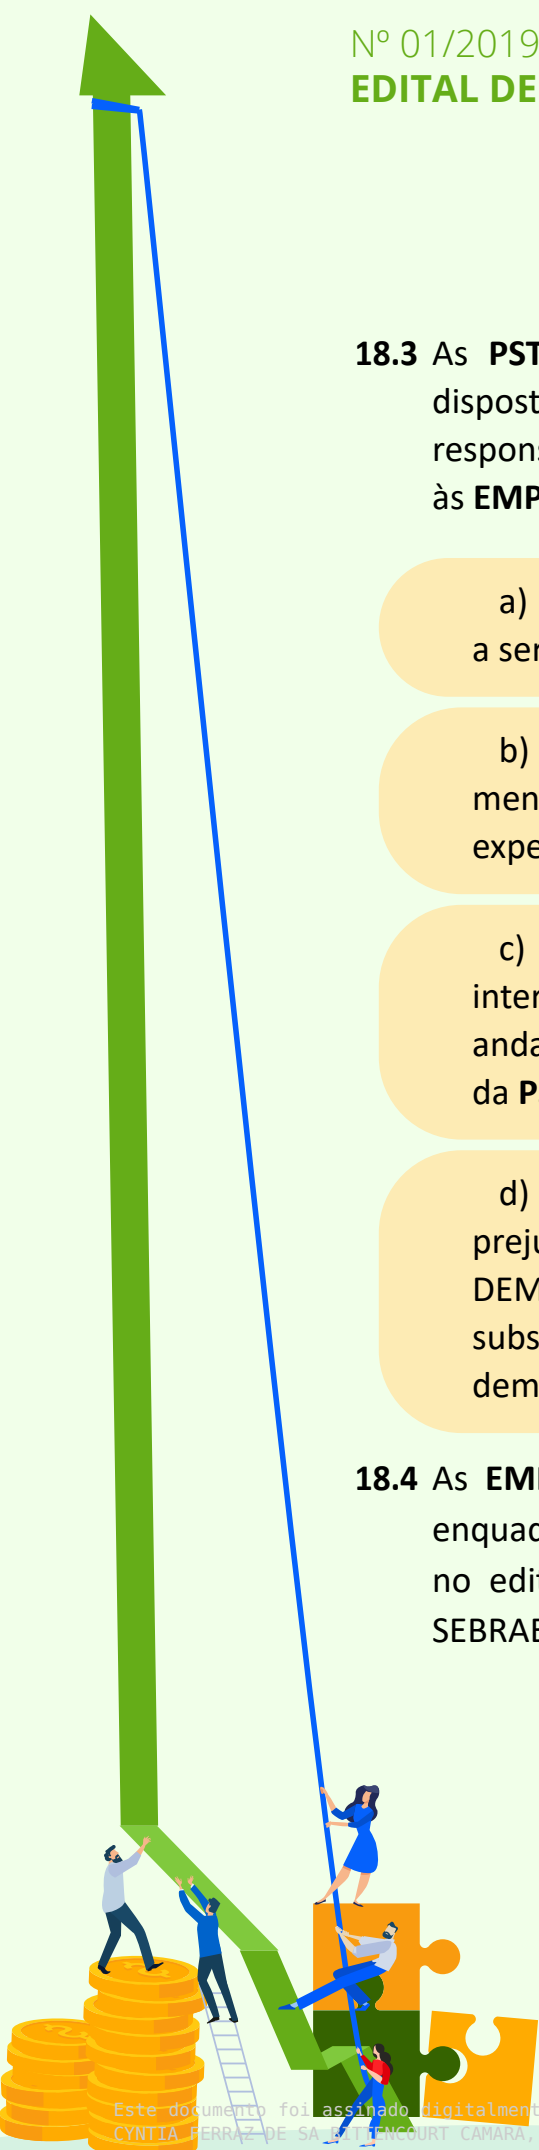 Nº 01/2019
EDITAL DE
18.3 As PST
dispost
respons
às EMP
a)
a ser
b)
men
expe
c)
inter
anda
da P
d)
preju
DEM
subs
dem
18.4 As EMI
enquad
no edit
SEBRAE
Este documento foi assinado digitalment
CYNTIA FERRAZ DE SA BITTENCOURT CAMARA,